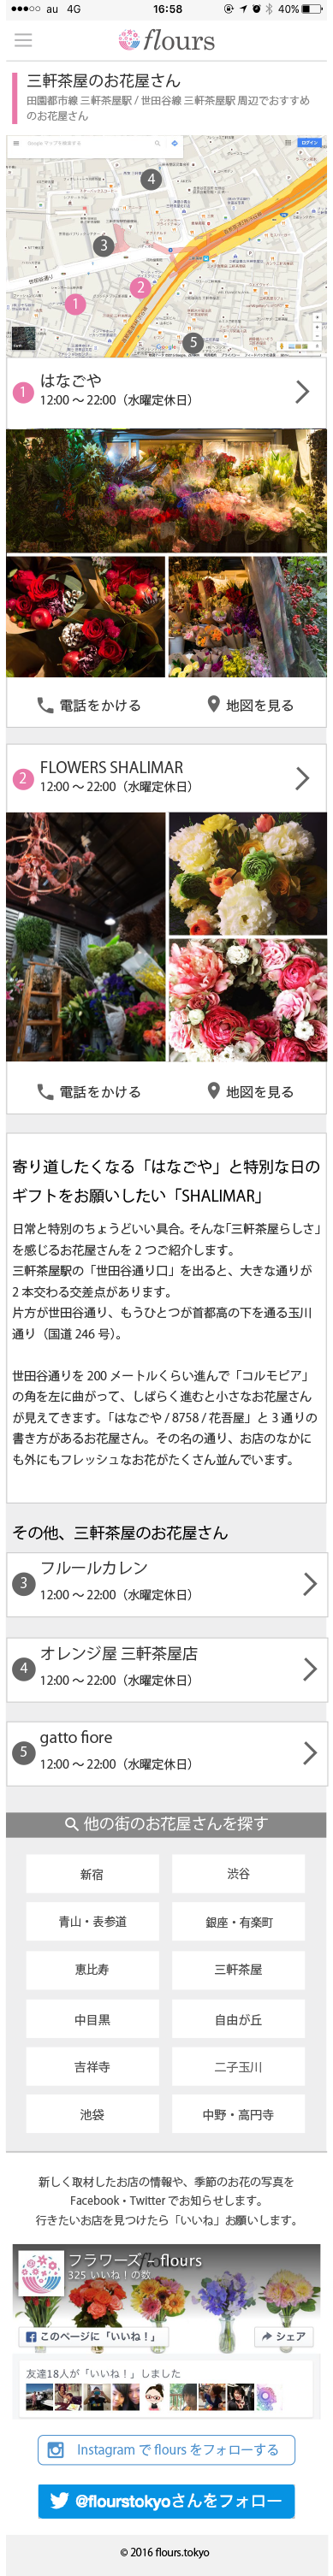 au 4G 16:58 40%
flours
三軒茶屋のお花屋さん
田園都市線 三軒茶屋駅 / 世田谷線 三軒茶屋駅 周辺でおすすめ
のお花屋さん
Google マップを検索する
ログイン
4
3
2
1
5
はなごや
1
12:00 〜 22:00（水曜定休日）
電話をかける 地図を見る
FLOWERS SHALIMAR
2
12:00 〜 22:00（水曜定休日）
電話をかける 地図を見る
寄り道したくなる「はなごや」と特別な日の
ギフトをお願いしたい「SHALIMAR」
日常と特別のちょうどいい具合。そんな「三軒茶屋らしさ」
を感じるお花屋さんを 2 つご紹介します。
三軒茶屋駅の「世田谷通り口」を出ると、大きな通りが
2 本交わる交差点があります。
片方が世田谷通り、もうひとつが首都高の下を通る玉川
通り（国道 246 号）。
世田谷通りを 200 メートルくらい進んで「コルモピア」
の角を左に曲がって、しばらく進むと小さなお花屋さん
が見えてきます。「はなごや / 8758 / 花吾屋」と 3 通りの
書き方があるお花屋さん。その名の通り、お店のなかに
も外にもフレッシュなお花がたくさん並んでいます。
その他、三軒茶屋のお花屋さん
フルールカレン
3
12:00 〜 22:00（水曜定休日）
オレンジ屋 三軒茶屋店
4
12:00 〜 22:00（水曜定休日）
gatto fiore
5
12:00 〜 22:00（水曜定休日）
他の街のお花屋さんを探す
新宿 渋谷
青山・表参道 銀座・有楽町
恵比寿 三軒茶屋
中目黒 自由が丘
吉祥寺 二子玉川
池袋 中野・高円寺
新しく取材したお店の情報や、季節のお花の写真を
Facebook・Twitter でお知らせします。
行きたいお店を見つけたら「いいね」お願いします。
フラワーズ - flours
325 いいね！の数
このページに「いいね！」 シェア
友達18人が「いいね！」しました
Instagram で flours をフォローする
@flourstokyoさんをフォロー
© 2016 flours.tokyo